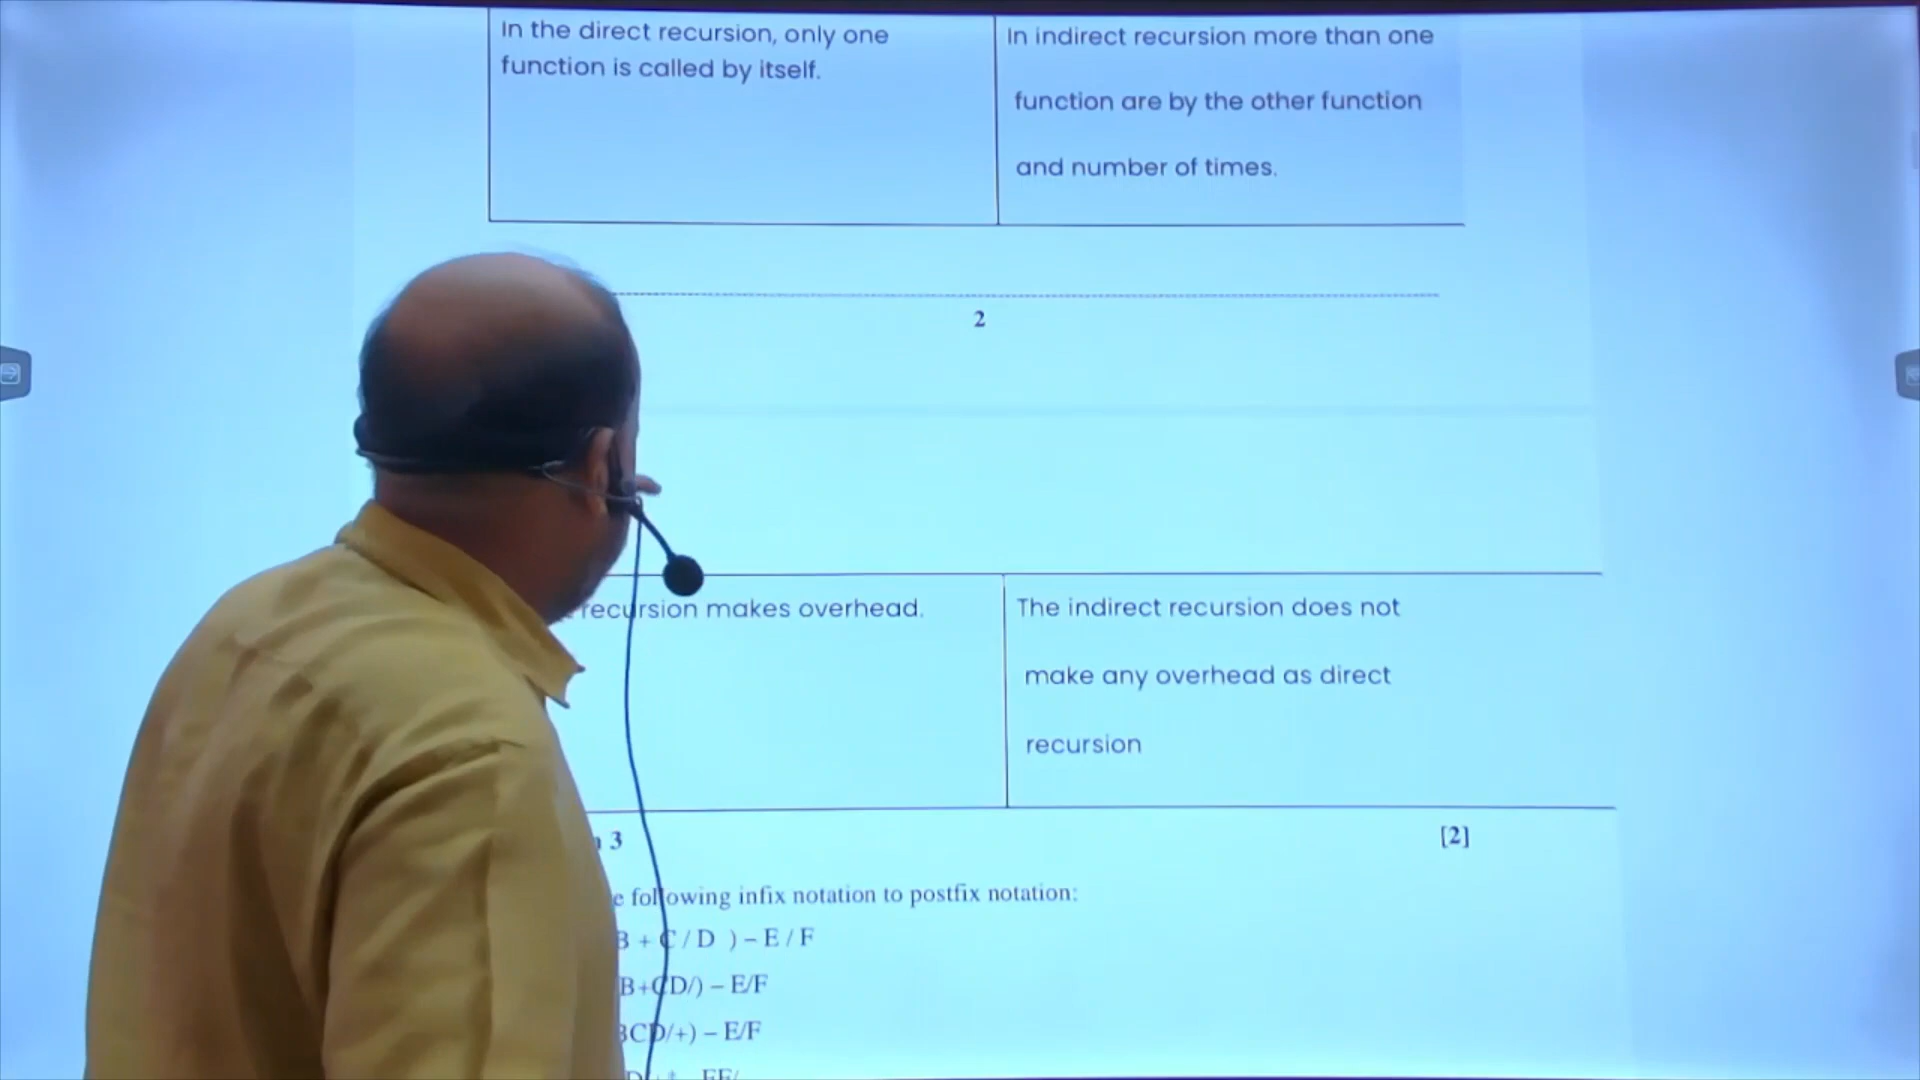 In the direct recursion, only one
function is called by itself.
In indirect recursion more than one
function are by the other function
and number of times.
2
recursion makes overhead.
The indirect recursion does not
make any overhead as direct
recursion
3
[2]
following infix notation to postfix notation:
B + C / D ) – E / F
B+CD/) – E/F
BCD/+) – E/F